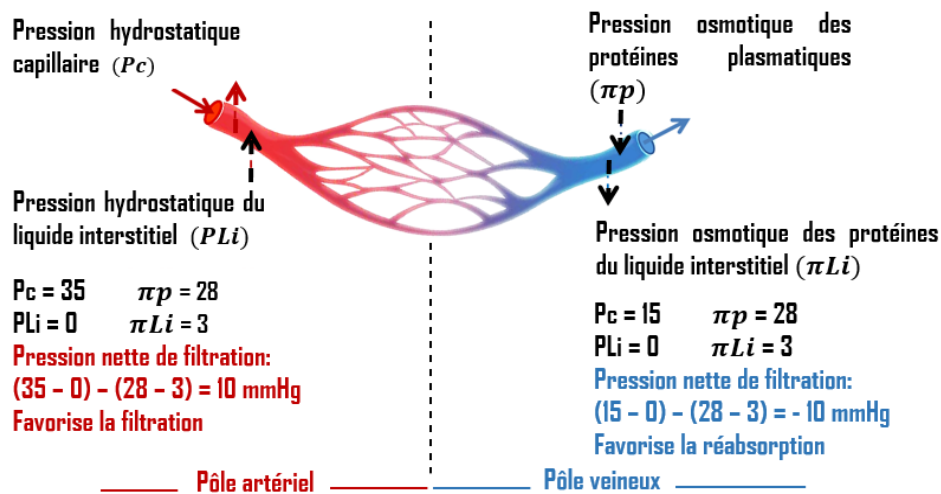 Pression hydrostatique
capillaire (Pc)
Pression hydrostatique du
liquide interstitiel (PLi)
Pc = 35 πp = 28
PLi = 0 πLi = 3
Pression nette de filtration:
(35 – 0) – (28 – 3) = 10 mmHg
Favorise la filtration
Pôle artériel
Pression osmotique des
protéines plasmatiques
(πp)
Pression osmotique des protéines
du liquide interstitiel (πLi)
Pc = 15 πp = 28
PLi = 0 πLi = 3
Pression nette de filtration:
(15 – 0) – (28 – 3) = - 10 mmHg
Favorise la réabsorption
Pôle veineux